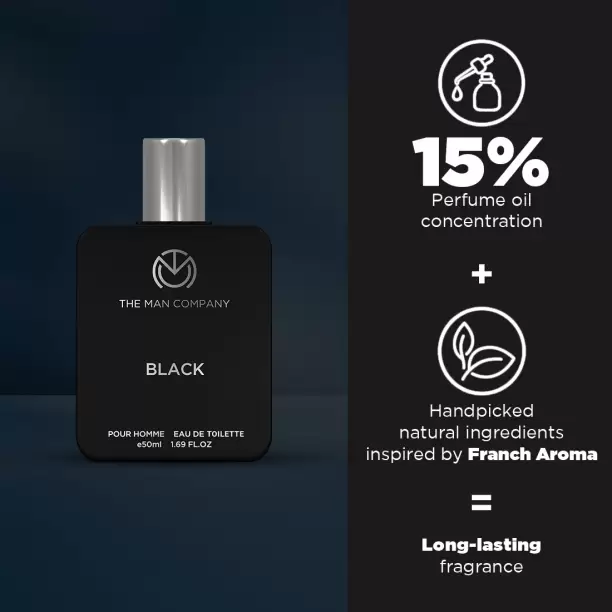 THE MAN COMPANY
BLACK
POUR HOMME EAU DE TOILETTE
e50ml 1.69 FL.OZ
15%
Perfume oil
concentration
+
Handpicked
natural ingredients
inspired by Franch Aroma
=
Long-lasting
fragrance